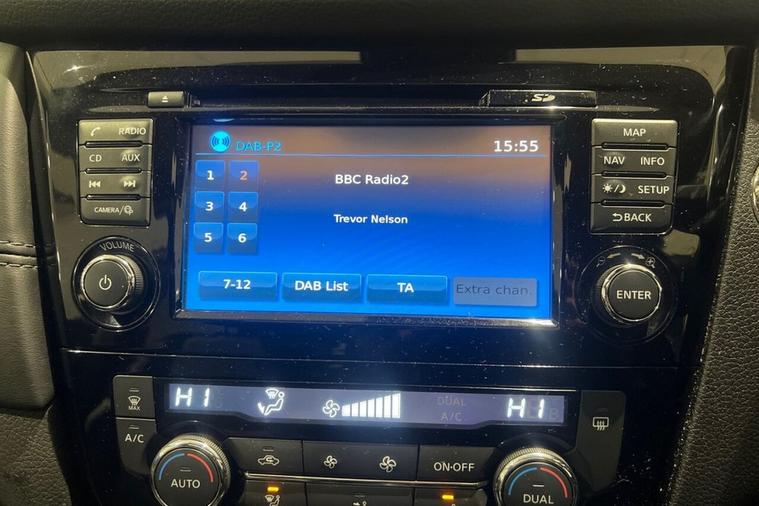 RADIO
CD AUX
CAMERA/
VOLUME
SD
DAB-P2 15:55
1 2
3 4
5 6
BBC Radio2
Trevor Nelson
7-12 DAB List TA Extra chan.
MAP
NAV INFO
SETUP
BACK
ENTER
MAX
A/C
HI
DUAL
A/C
HI
AUTO
ON·OFF
DUAL